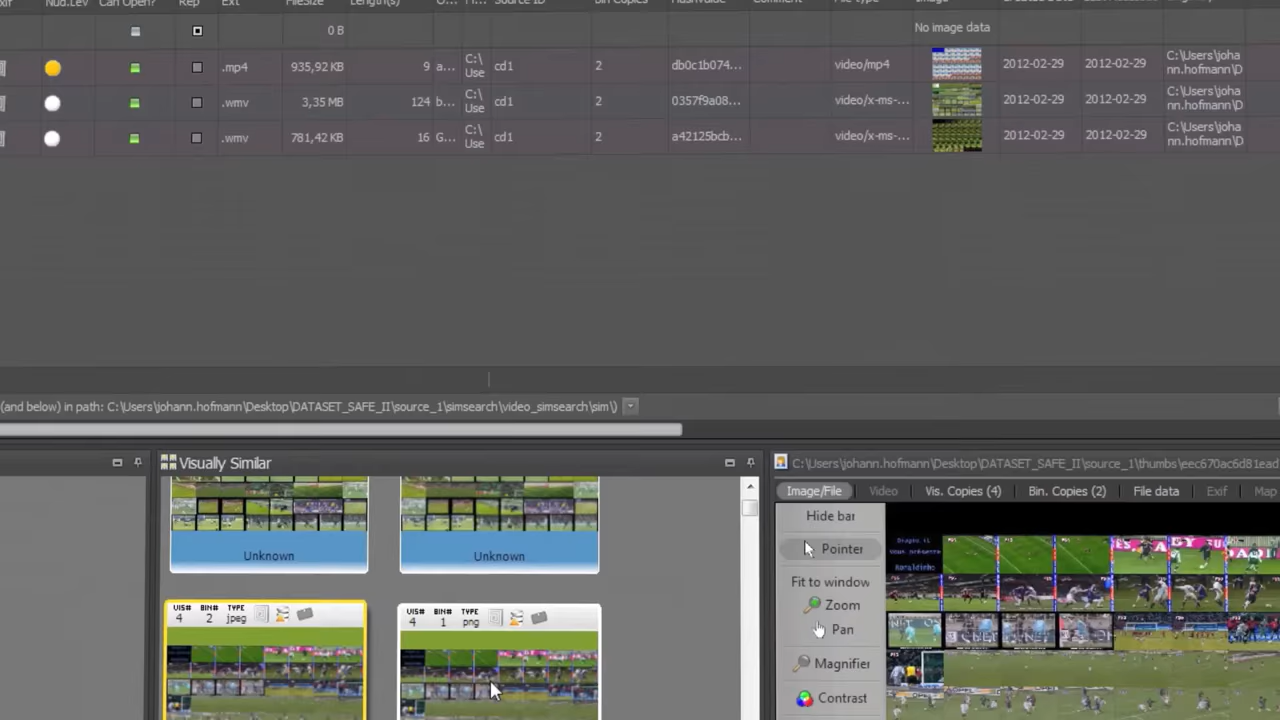 Nud.Lev Can Open? Rep Ext FileSize Length(s) Source ID Bin Copies HashValue Comment File type Image
0 B No image data
.mp4 935,92 KB 9 a... C:\ Use cd1 2 db0c1b074... video/mp4 2012-02-29 2012-02-29 C:\Users\joha nn.hofmann\D
.wmv 3,35 MB 124 b... C:\ Use cd1 2 0357f9a08... video/x-ms-... 2012-02-29 2012-02-29 C:\Users\joha nn.hofmann\D
.wmv 781,42 KB 16 G... C:\ Use cd1 2 a42125bcb... video/x-ms-... 2012-02-29 2012-02-29 C:\Users\joha nn.hofmann\D
(and below) in path: C:\Users\johann.hofmann\Desktop\DATASET_SAFE_II\source_1\simsearch\video_simsearch\sim\)
Visually Similar
C:\Users\johann.hofmann\Desktop\DATASET_SAFE_II\source_1\thumbs\eec670ac6d81ead
Image/File Video Vis. Copies (4) Bin. Copies (2) File data Exif Map
Hide bar
Pointer
Fit to window
Zoom
Pan
Magnifier
Contrast
Unknown Unknown
VIS# BIN# TYPE VIS# BIN# TYPE
4 2 jpeg 4 1 png